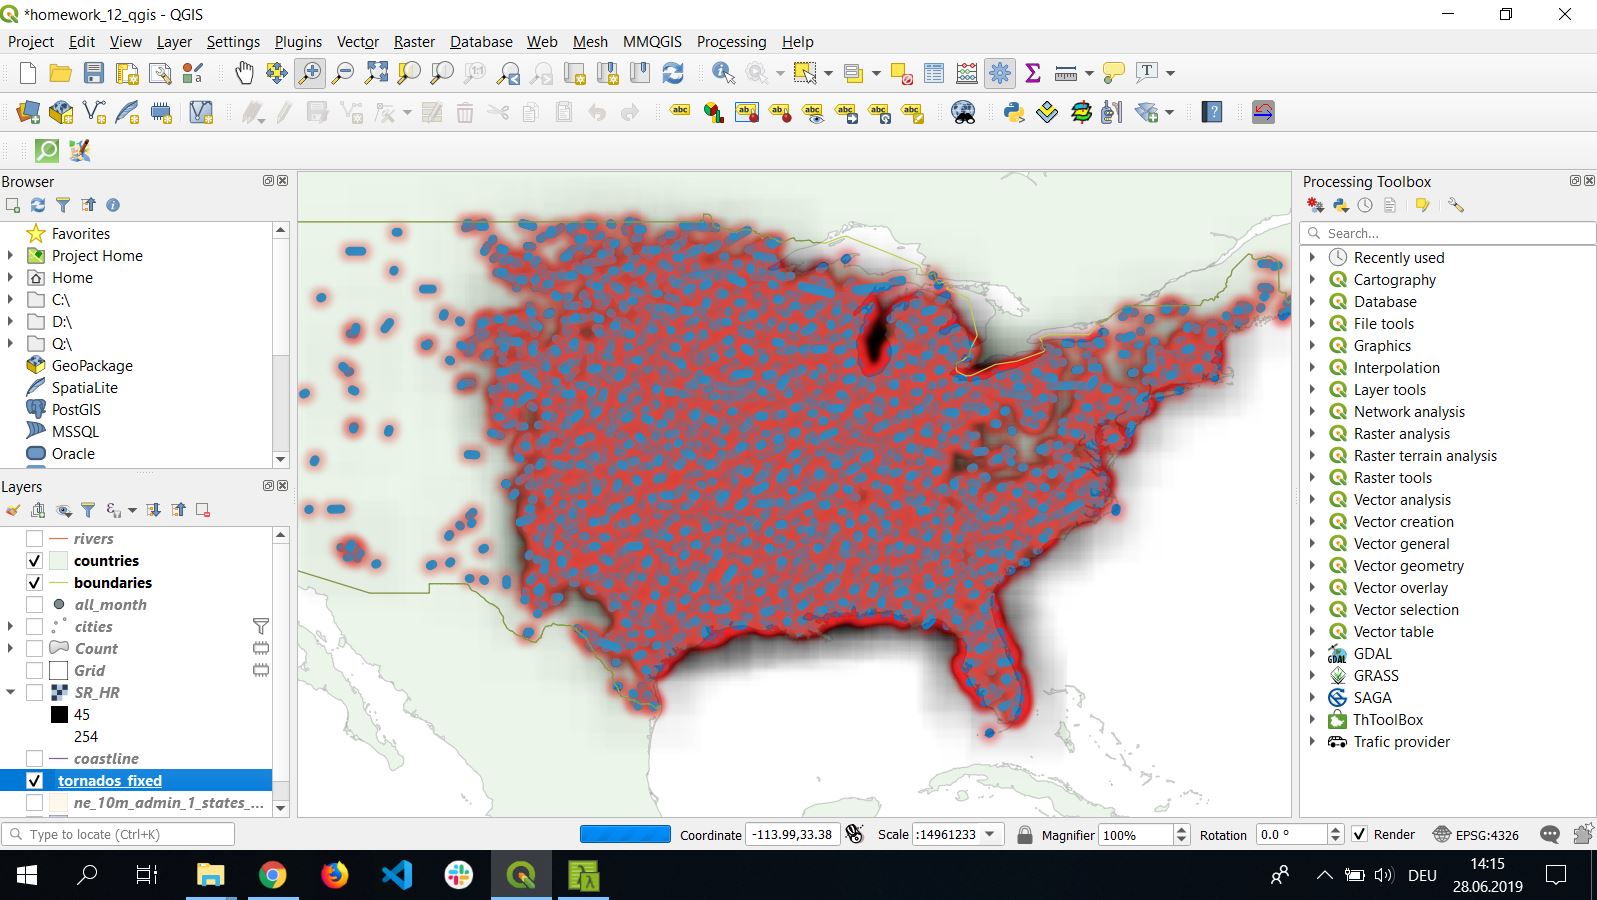 *homework_12_qgis - QGIS
Project Edit View Layer Settings Plugins Vector Raster Database Web Mesh MMQGIS Processing Help
Browser
Favorites
Project Home
Home
C:\
D:\
Q:\
GeoPackage
SpatiaLite
PostGIS
MSSQL
Oracle
Layers
rivers
countries
boundaries
all_month
cities
Count
Grid
SR_HR
45
254
coastline
tornados_fixed
ne_10m_admin_1_states_...
Processing Toolbox
Search...
Recently used
Cartography
Database
File tools
Graphics
Interpolation
Layer tools
Network analysis
Raster analysis
Raster terrain analysis
Raster tools
Vector analysis
Vector creation
Vector general
Vector geometry
Vector overlay
Vector selection
Vector table
GDAL
GRASS
SAGA
ThToolBox
Trafic provider
Type to locate (Ctrl+K)
Coordinate -113.99,33.38 Scale :14961233 Magnifier 100% Rotation 0.0 ° Render EPSG:4326
DEU
14:15
28.06.2019